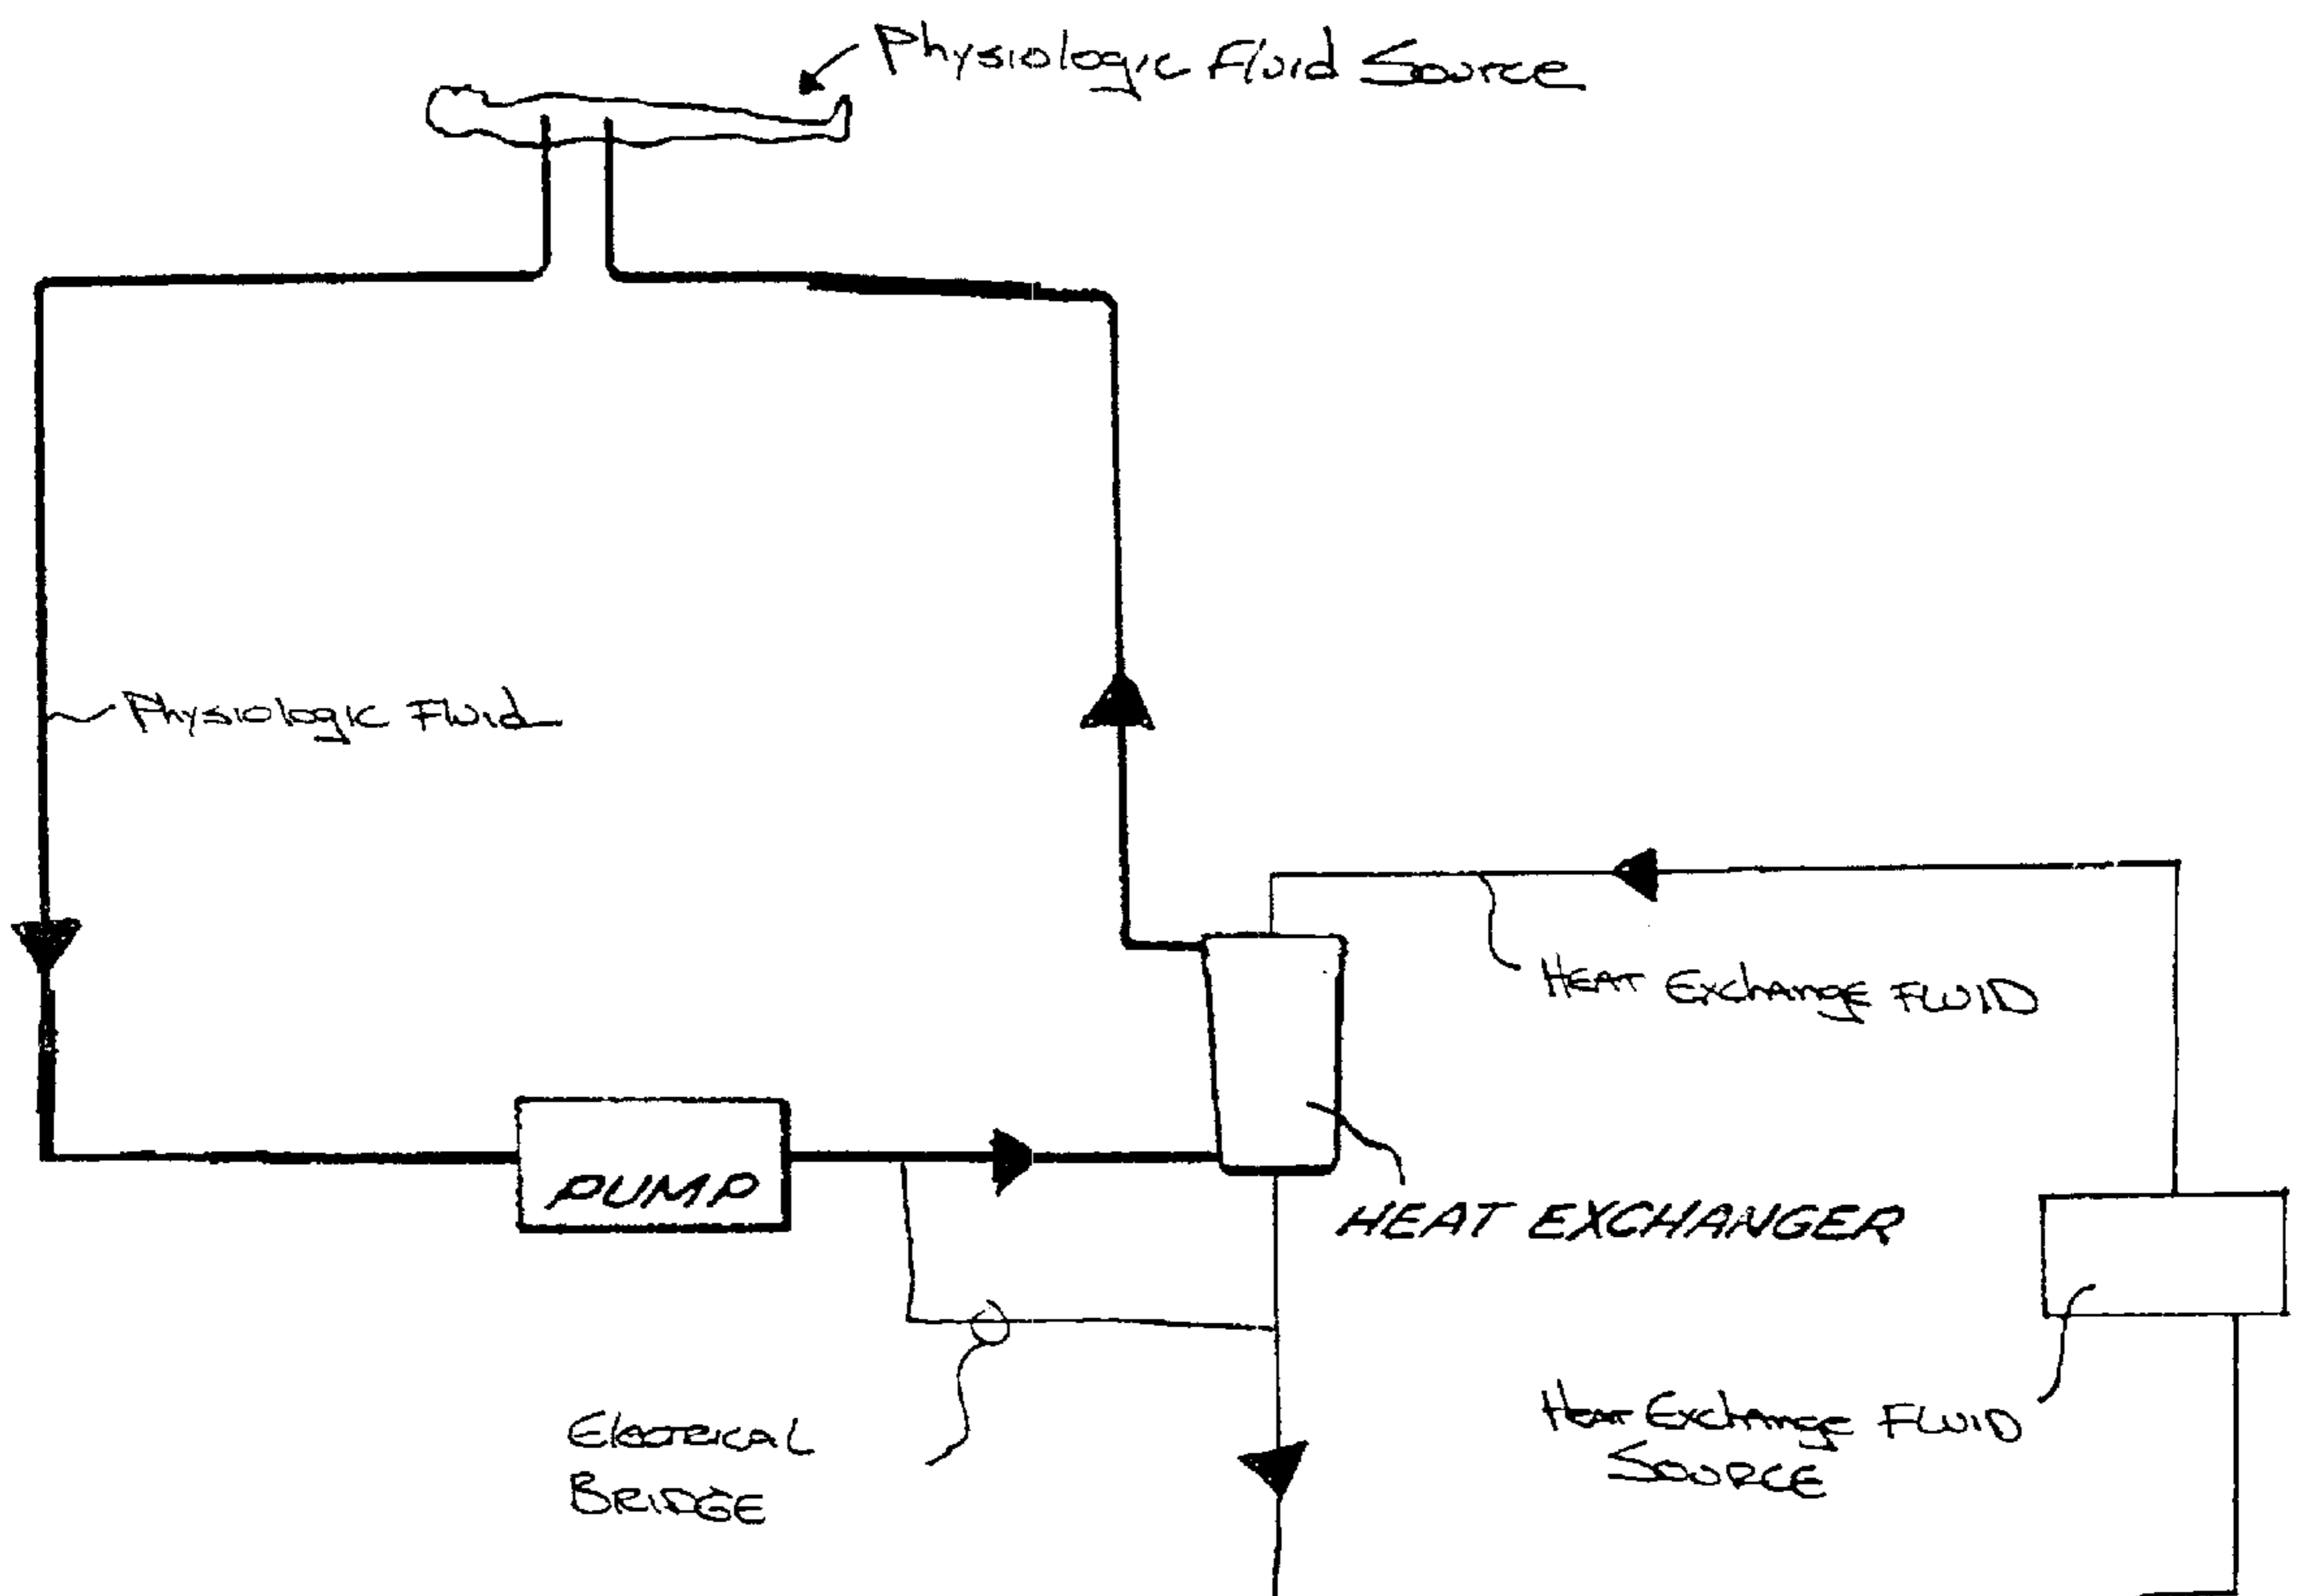 Physiologic Fluid Source
Physiologic Fluid
HEAT ExchangE FLUID
PUMP
HEAT EXCHANGER
ElectRical
BRIDGE
Heat Exchange FLUID
SOURCE